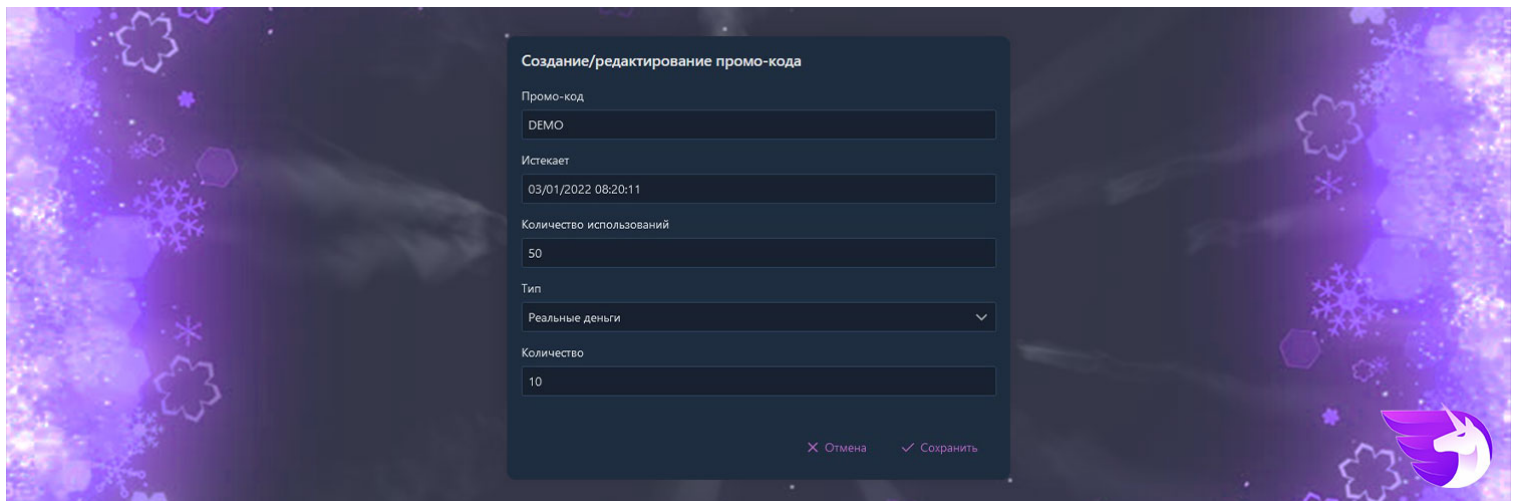 Создание/редактирование промо-кода
Промо-код
DEMO
Истекает
03/01/2022 08:20:11
Количество использований
50
Тип
Реальные деньги
Количество
10
Отмена Сохранить